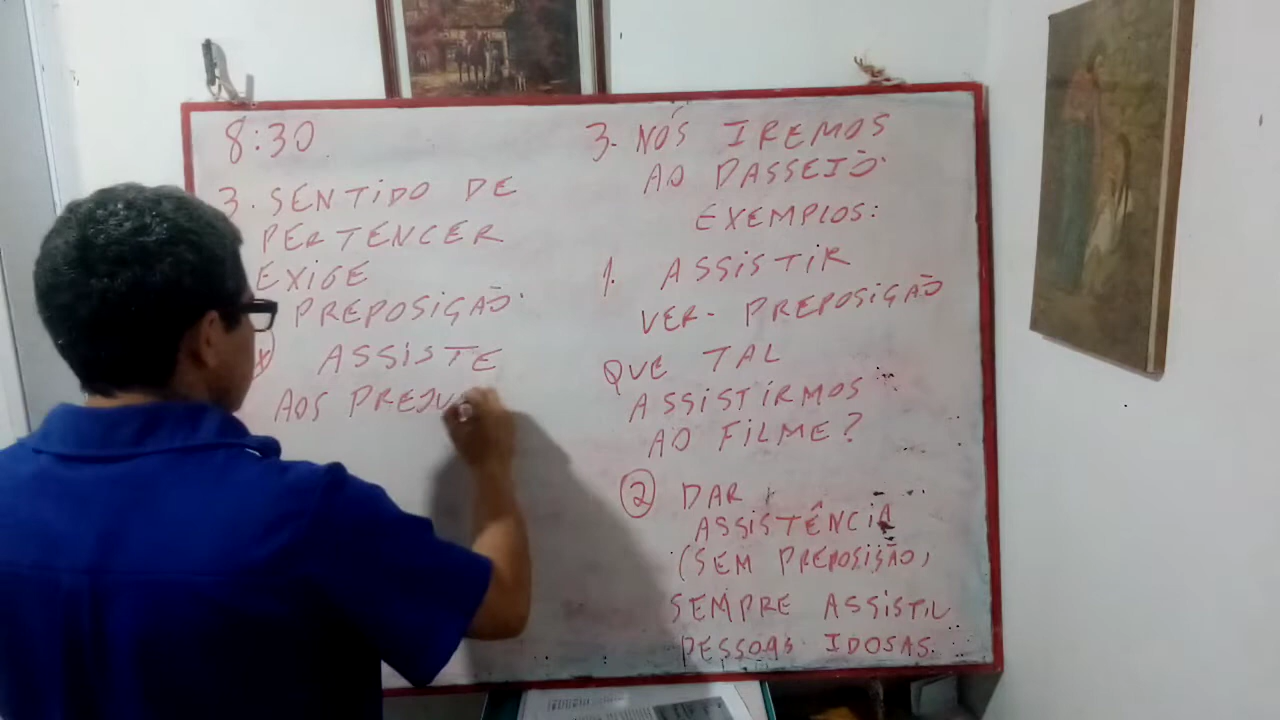 8:30
3. SENTIDO DE
PERTENCER
EXIGE
PREPOSIÇÃO.
ASSISTE
AOS PREJU
3. NÓS IREMOS
AO PASSEIO.
EXEMPLOS:
1. ASSISTIR
VER- PREPOSIÇÃO
QUE TAL
ASSISTIRMOS
AO FILME?
2 DAR
ASSISTÊNCIA
(SEM PREPOSIÇÃO,
SEMPRE ASSISTIU
PESSOAS IDOSAS.